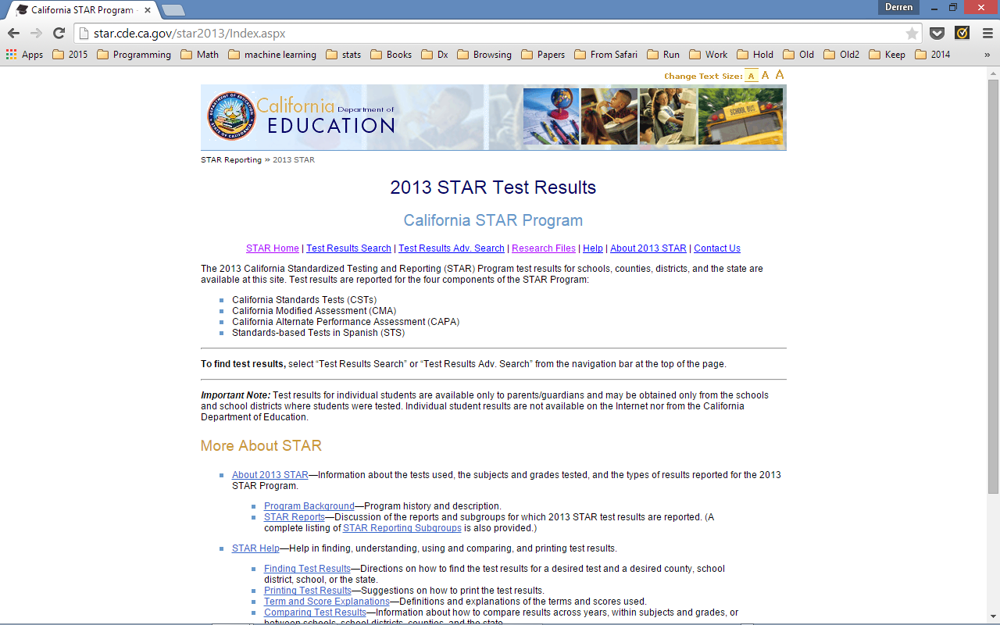 California STAR Program
Derren
star.cde.ca.gov/star2013/Index.aspx
Apps 2015 Programming Math machine learning stats Books Dx Browsing Papers From Safari Run Work Hold Old Old2 Keep 2014 »
Change Text Size: A A A
DEPARTMENT OF EDUCATION
STATE OF CALIFORNIA
California Department of
EDUCATION
SCHOOL BUS
STAR Reporting » 2013 STAR
2013 STAR Test Results
California STAR Program
STAR Home | Test Results Search | Test Results Adv. Search | Research Files | Help | About 2013 STAR | Contact Us
The 2013 California Standardized Testing and Reporting (STAR) Program test results for schools, counties, districts, and the state are
available at this site. Test results are reported for the four components of the STAR Program:
California Standards Tests (CSTs)
California Modified Assessment (CMA)
California Alternate Performance Assessment (CAPA)
Standards-based Tests in Spanish (STS)
To find test results, select “Test Results Search” or “Test Results Adv. Search” from the navigation bar at the top of the page.
Important Note: Test results for individual students are available only to parents/guardians and may be obtained only from the schools
and school districts where students were tested. Individual student results are not available on the Internet nor from the California
Department of Education.
More About STAR
About 2013 STAR—Information about the tests used, the subjects and grades tested, and the types of results reported for the 2013
STAR Program.
Program Background—Program history and description.
STAR Reports—Discussion of the reports and subgroups for which 2013 STAR test results are reported. (A
complete listing of STAR Reporting Subgroups is also provided.)
STAR Help—Help in finding, understanding, using and comparing, and printing test results.
Finding Test Results—Directions on how to find the test results for a desired test and a desired county, school
district, school, or the state.
Printing Test Results—Suggestions on how to print the test results.
Term and Score Explanations—Definitions and explanations of the terms and scores used.
Comparing Test Results—Information about how to compare results across years, within subjects and grades, or
between schools, school districts, counties, and the state.